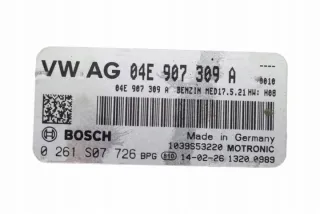 VW AG 04E 907 309 A
0010
04E 907 309 A BENZIN MED17.5.21 HW: H08
BOSCH
Made in Germany
1039S53220 MOTRONIC
0 261 S07 726 BPG 14-02-26 1320.0989